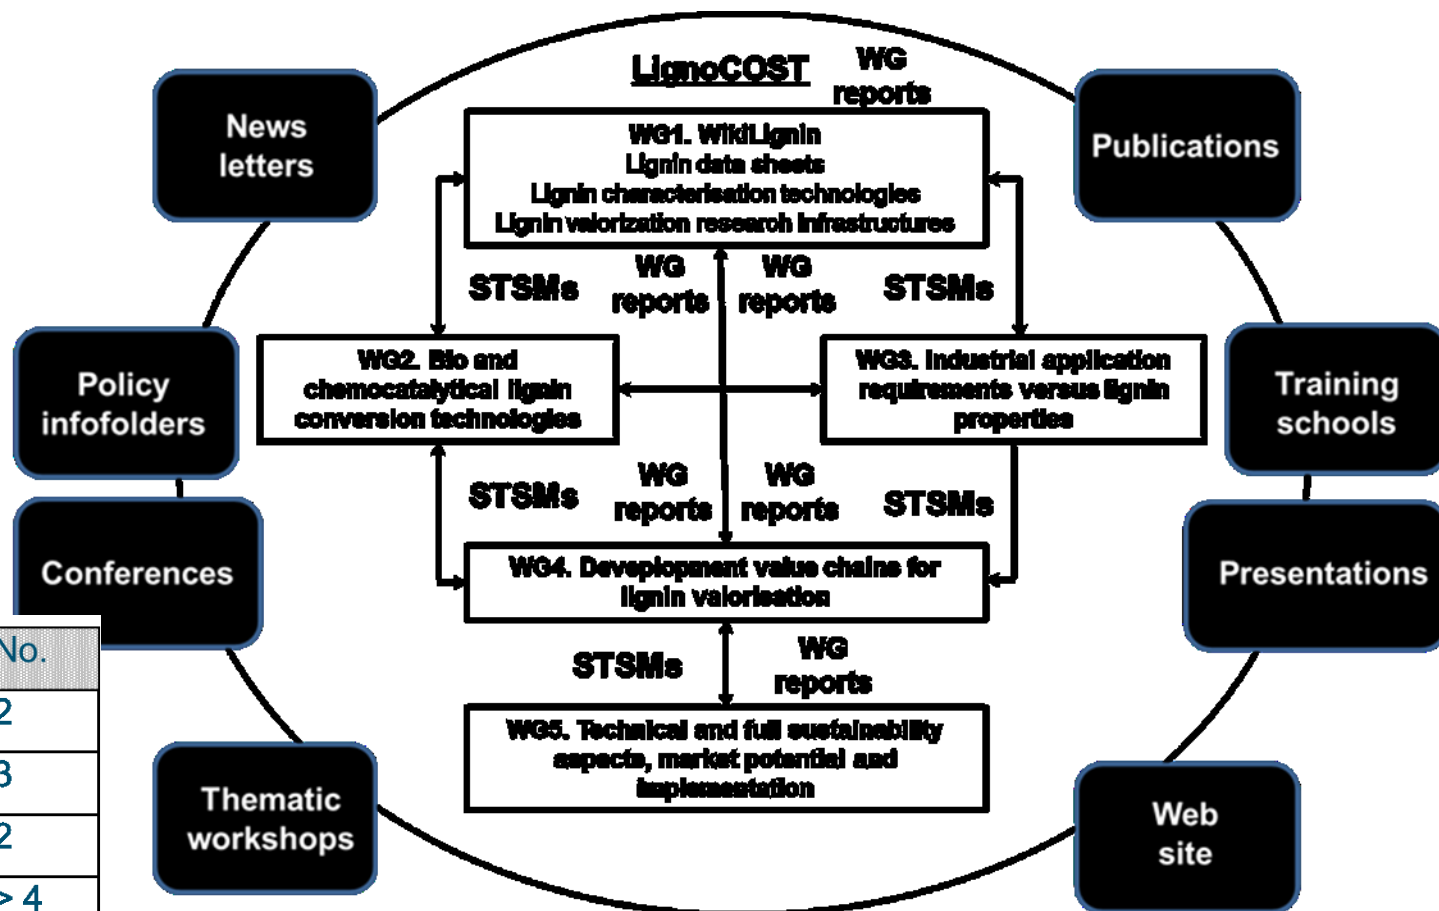 LignoCOST
WG
reports
News
letters
Publications
WG1. WikiLignin
Lignin data sheets
Lignin characterisation technologies
Lignin valorization research infrastructures
STSMs
WG
reports
WG
reports
STSMs
Policy
infofolders
WG2. Bio and
chemocatalytical lignin
conversion technologies
WG3. Industrial application
requirements versus lignin
properties
Training
schools
STSMs
WG
reports
WG
reports
STSMs
Conferences
WG4. Deveplopment value chains for
lignin valorisation
Presentations
No.
2
3
2
> 4
STSMs
WG
reports
WG5. Technical and full sustainability
aspects, market potential and
implementation
Thematic
workshops
Web
site